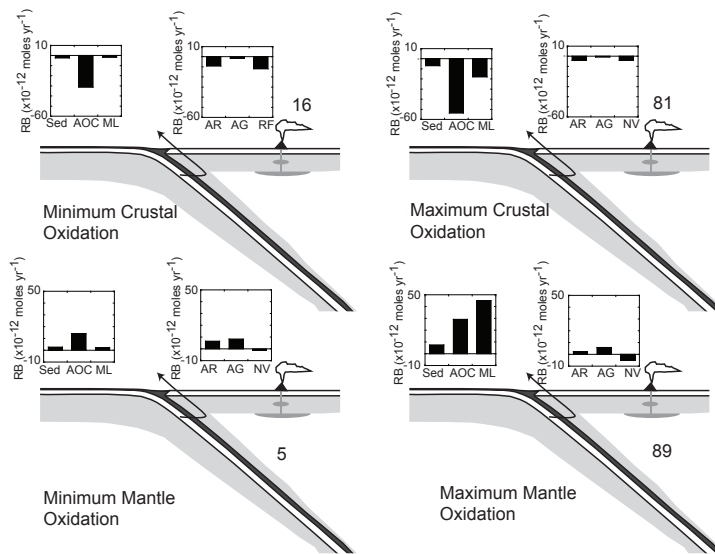 10
RB (x10-12 moles yr-1)
-60
Sed AOC ML
10
RB (x10-12 moles yr-1)
-60
AR AG RF
16
Minimum Crustal
Oxidation
10
RB (x10-12 moles yr-1)
-60
Sed AOC ML
10
RB (x10-12 moles yr-1)
-60
AR AG NV
81
Maximum Crustal
Oxidation
50
RB (x10-12 moles yr-1)
-10
Sed AOC ML
50
RB (x10-12 moles yr-1)
-10
AR AG NV
5
Minimum Mantle
Oxidation
50
RB (x10-12 moles yr-1)
-10
Sed AOC ML
50
RB (x10-12 moles yr-1)
-10
AR AG NV
89
Maximum Mantle
Oxidation